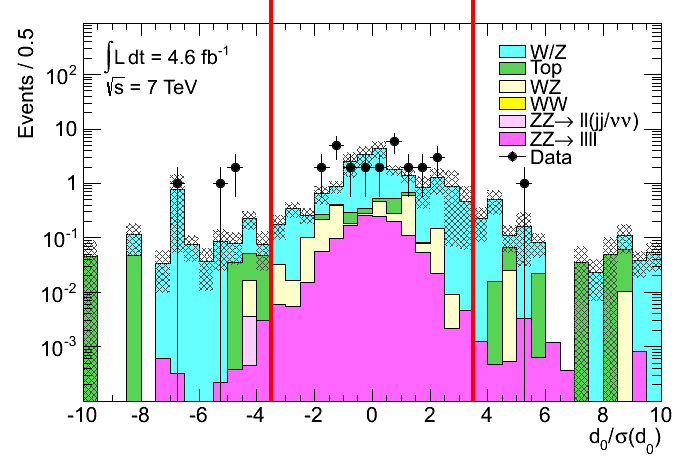 Events / 0.5
∫L dt = 4.6 fb⁻¹
√s = 7 TeV
W/Z
Top
WZ
WW
ZZ→ ll(jj/νν)
ZZ→ llll
Data
10²
10
1
10⁻¹
10⁻²
10⁻³
-10 -8 -6 -4 -2 0 2 4 6 8 10
d₀/σ(d₀)